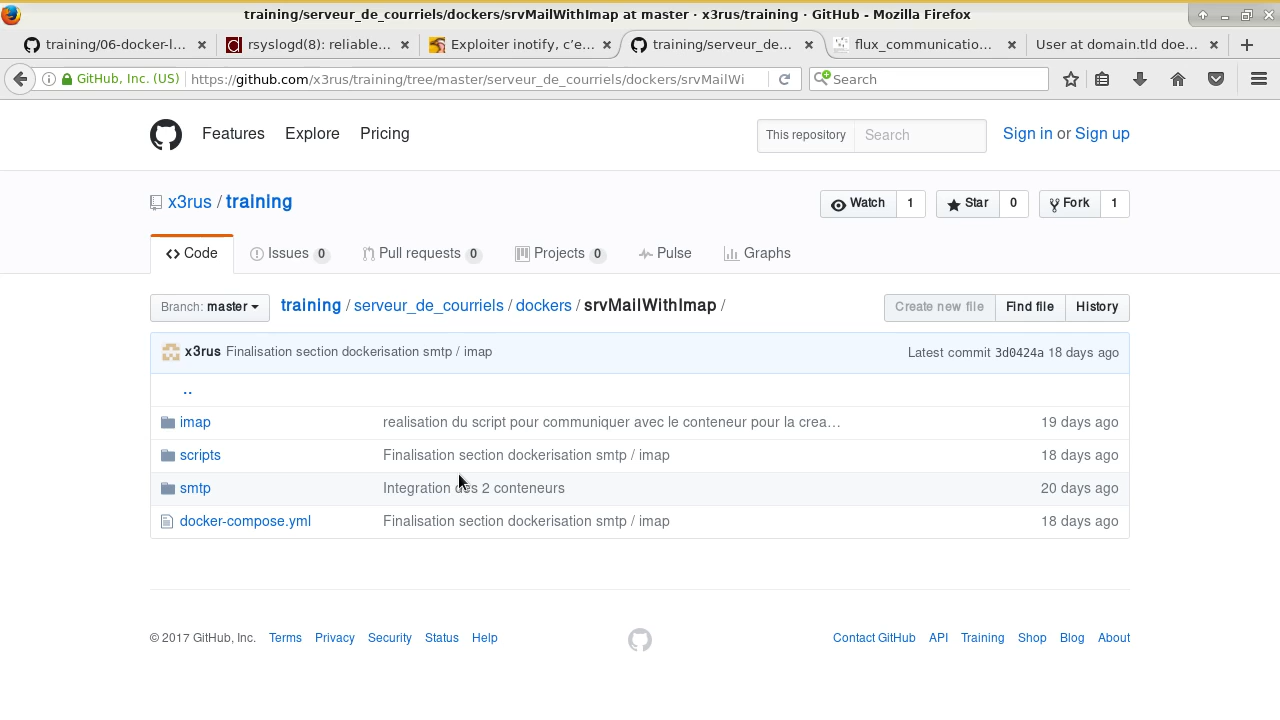 training/serveur_de_courriels/dockers/srvMailWithImap at master · x3rus/training · GitHub - Mozilla Firefox
training/06-docker-l… × rsyslogd(8): reliable… × Exploiter inotify, c'e… × training/serveur_de… × flux_communicatio… × User at domain.tld doe… × +
GitHub, Inc. (US) https://github.com/x3rus/training/tree/master/serveur_de_courriels/dockers/srvMailWi Search
Features Explore Pricing This repository Search Sign in or Sign up
x3rus / training Watch 1 Star 0 Fork 1
Code Issues 0 Pull requests 0 Projects 0 Pulse Graphs
Branch: master training / serveur_de_courriels / dockers / srvMailWithImap / Create new file Find file History
x3rus Finalisation section dockerisation smtp / imap Latest commit 3d0424a 18 days ago
..
imap realisation du script pour communiquer avec le conteneur pour la crea… 19 days ago
scripts Finalisation section dockerisation smtp / imap 18 days ago
smtp Integration des 2 conteneurs 20 days ago
docker-compose.yml Finalisation section dockerisation smtp / imap 18 days ago
© 2017 GitHub, Inc. Terms Privacy Security Status Help Contact GitHub API Training Shop Blog About